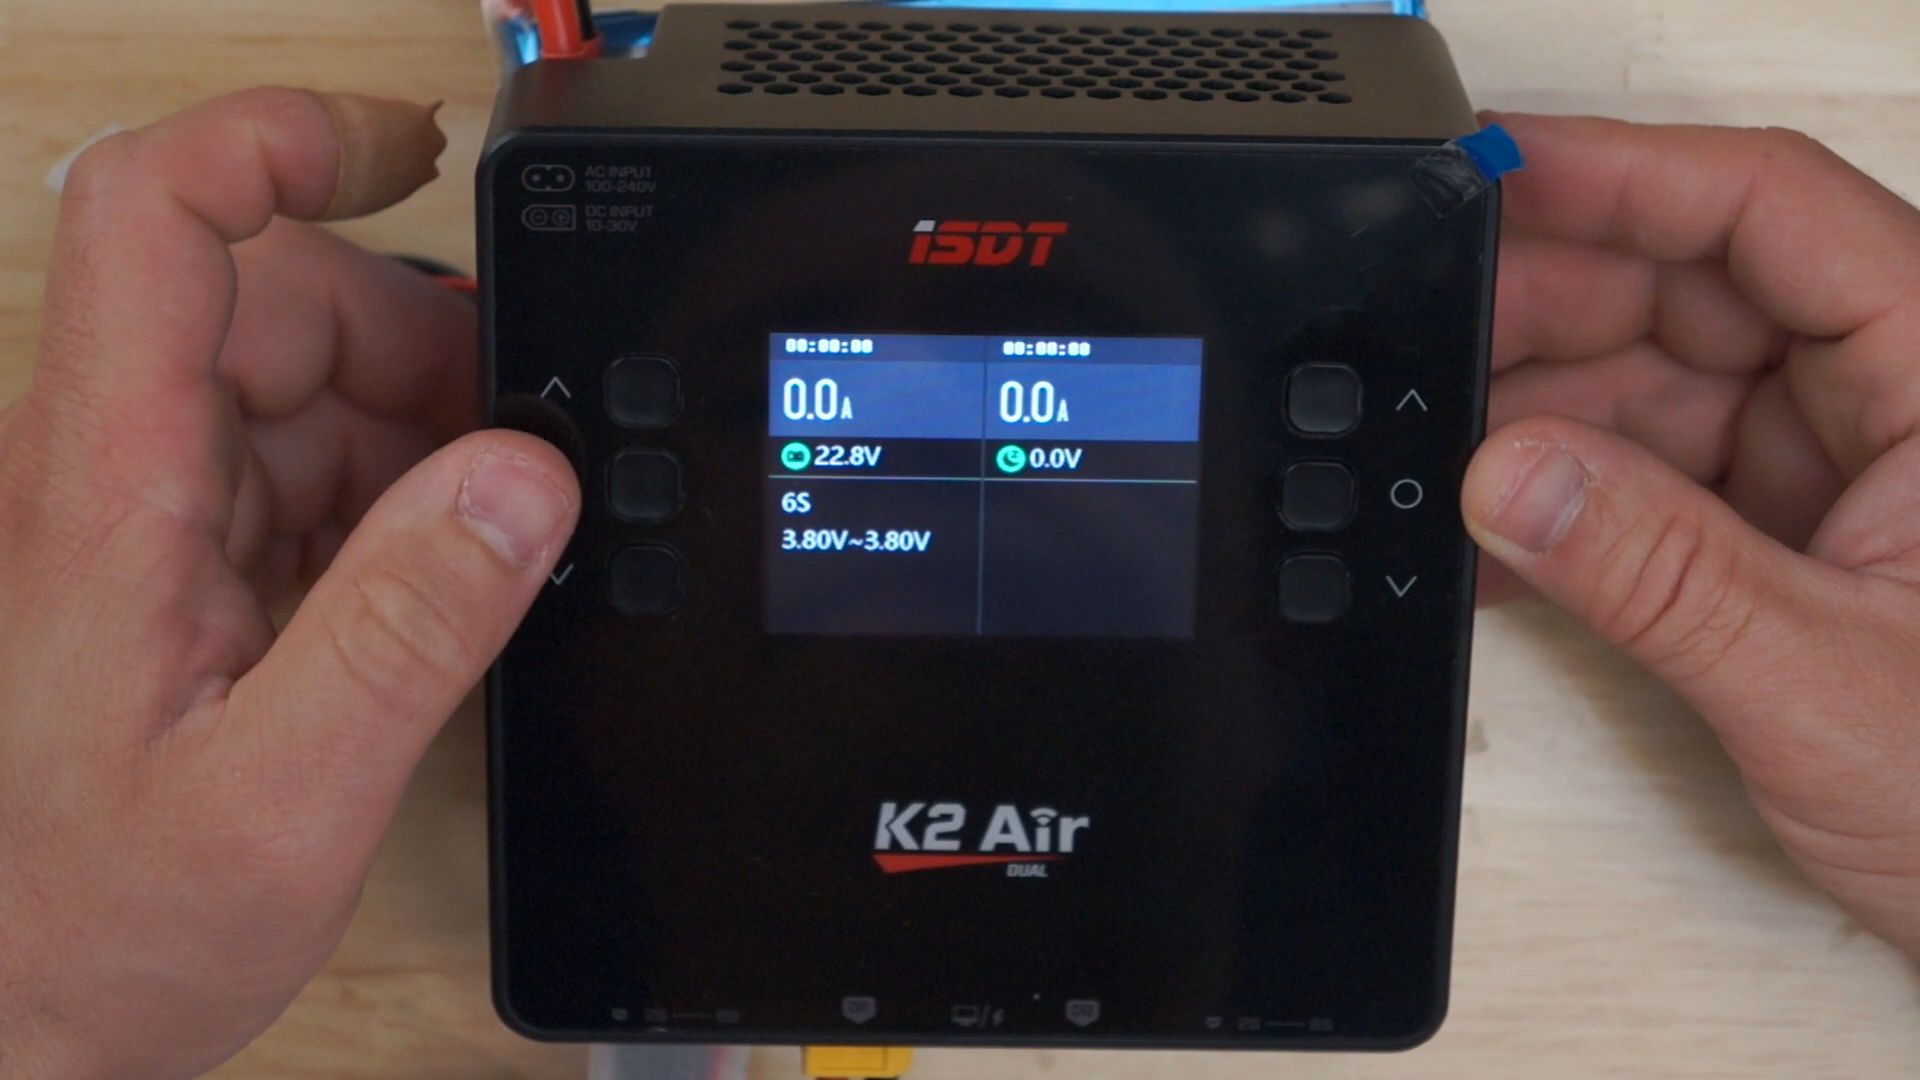 AC INPUT
100-240V
DC INPUT
10-30V
iSDT
00:00:00 00:00:00
0.0A 0.0A
22.8V 0.0V
6S
3.80V~3.80V
K2 Air
DUAL